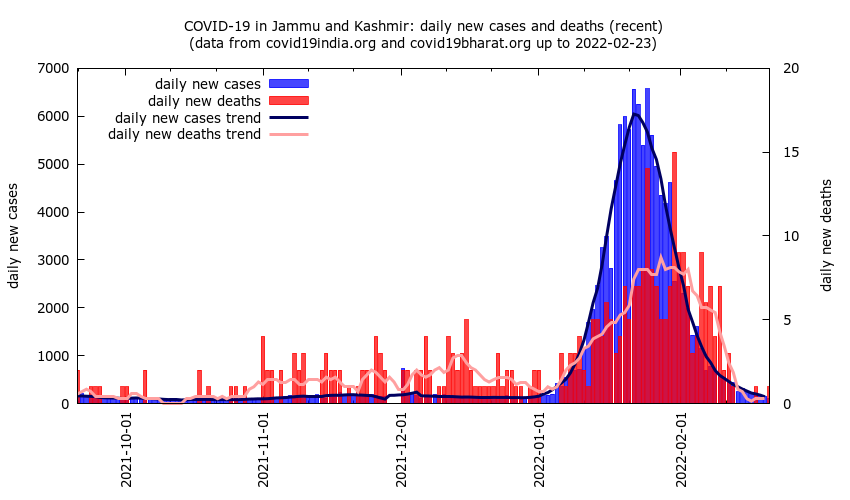 COVID-19 in Jammu and Kashmir: daily new cases and deaths (recent)
(data from covid19india.org and covid19bharat.org up to 2022-02-23)
daily new cases
daily new deaths
daily new cases trend
daily new deaths trend
7000
6000
5000
4000
3000
2000
1000
0
daily new cases
20
15
10
5
0
daily new deaths
2021-10-01
2021-11-01
2021-12-01
2022-01-01
2022-02-01